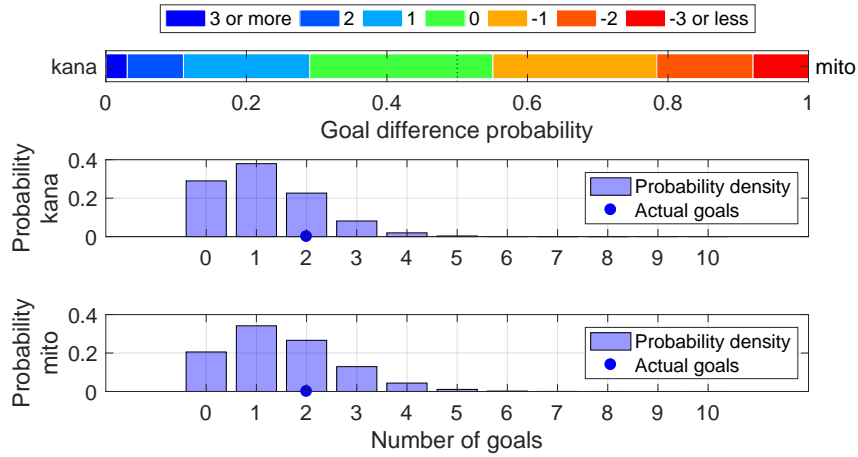 3 or more 2 1 0 -1 -2 -3 or less
kana mito
0 0.2 0.4 0.6 0.8 1
Goal difference probability
Probability
kana
0.4
0.2
0
Probability density
Actual goals
0 1 2 3 4 5 6 7 8 9 10
Probability
mito
0.4
0.2
0
Probability density
Actual goals
0 1 2 3 4 5 6 7 8 9 10
Number of goals